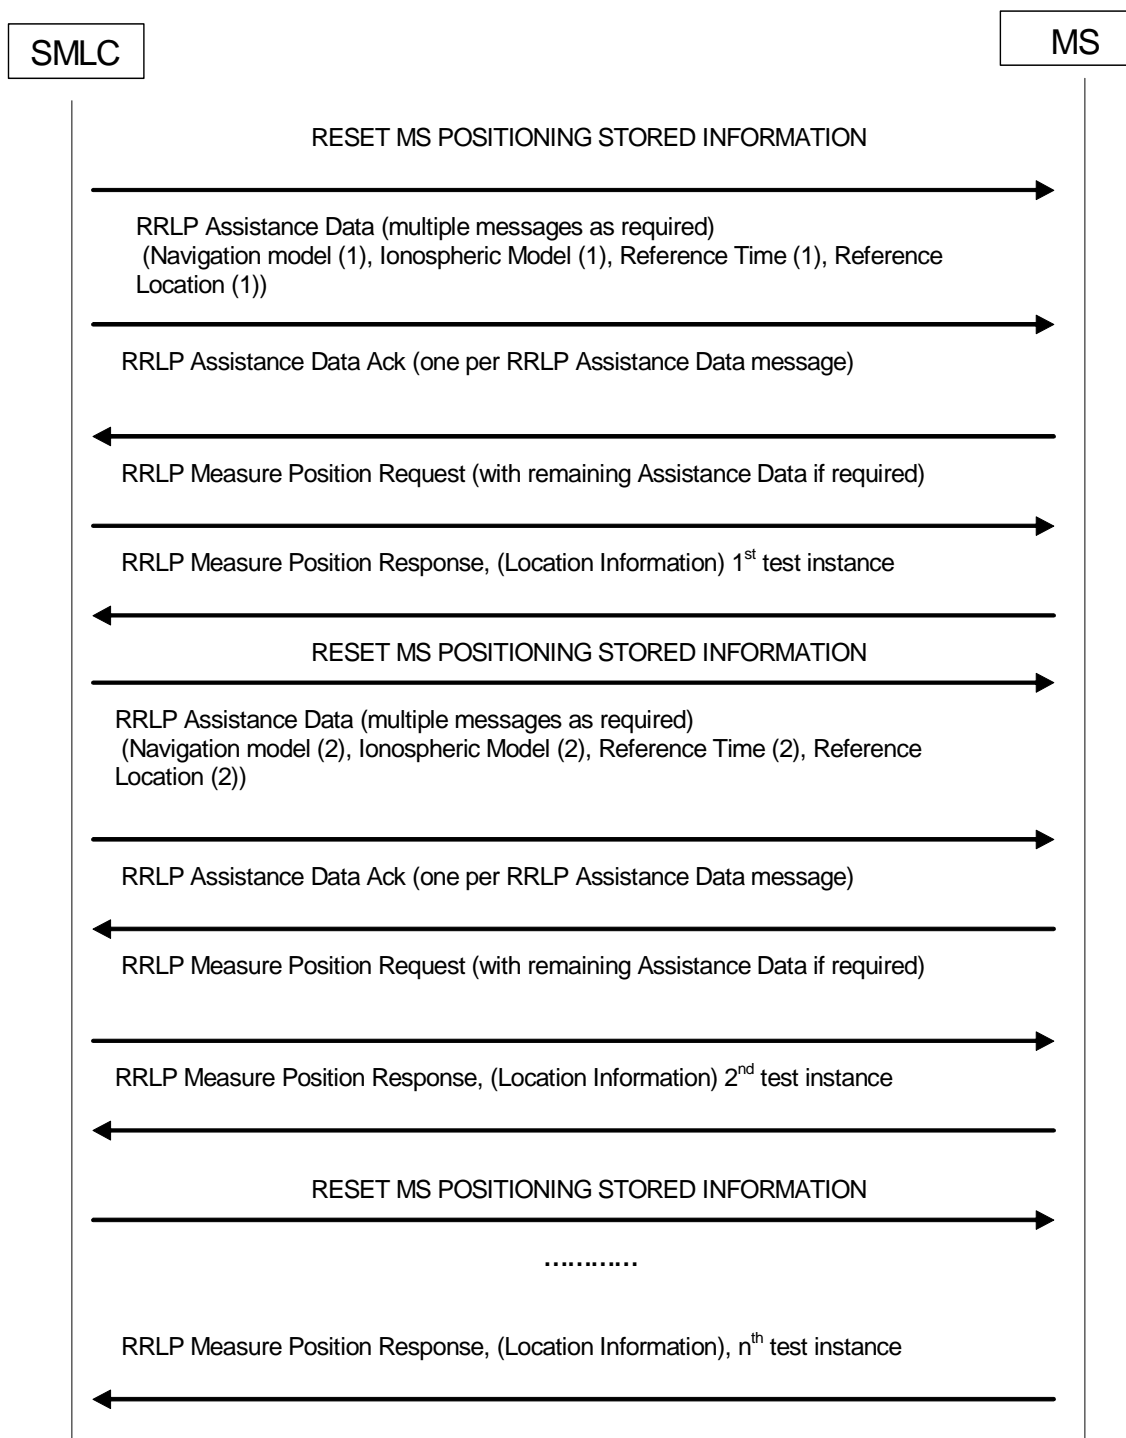 SMLC
MS
RESET MS POSITIONING STORED INFORMATION
RRLP Assistance Data (multiple messages as required)
(Navigation model (1), Ionospheric Model (1), Reference Time (1), Reference
Location (1))
RRLP Assistance Data Ack (one per RRLP Assistance Data message)
RRLP Measure Position Request (with remaining Assistance Data if required)
RRLP Measure Position Response, (Location Information) 1st test instance
RESET MS POSITIONING STORED INFORMATION
RRLP Assistance Data (multiple messages as required)
(Navigation model (2), Ionospheric Model (2), Reference Time (2), Reference
Location (2))
RRLP Assistance Data Ack (one per RRLP Assistance Data message)
RRLP Measure Position Request (with remaining Assistance Data if required)
RRLP Measure Position Response, (Location Information) 2nd test instance
RESET MS POSITIONING STORED INFORMATION
…………
RRLP Measure Position Response, (Location Information), nth test instance